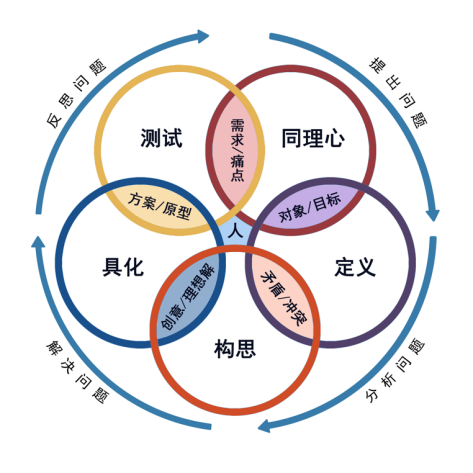 反思问题
提出问题
测试
需求/痛点
同理心
方案/原型
对象/目标
人
具化
定义
创意/理想解
矛盾/冲突
构思
解决问题
分析问题